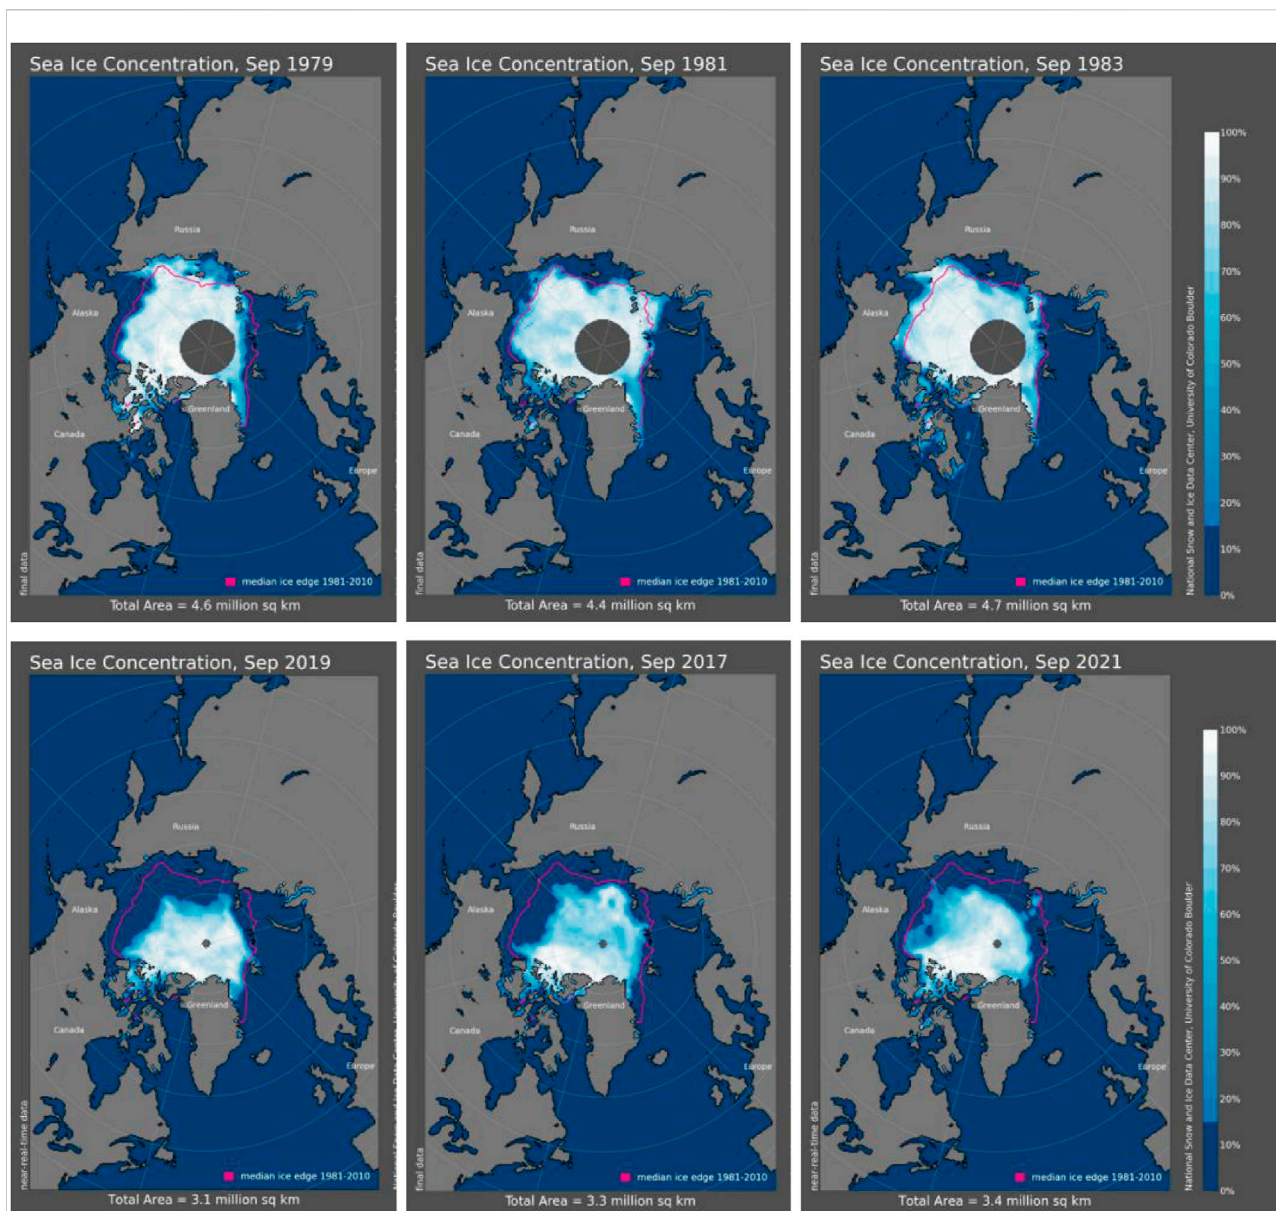 Sea Ice Concentration, Sep 1979
Russia
Alaska
Greenland
Canada
Europe
final data
median ice edge 1981-2010
Total Area = 4.6 million sq km
Sea Ice Concentration, Sep 1981
Russia
Alaska
Greenland
Canada
Europe
final data
median ice edge 1981-2010
Total Area = 4.4 million sq km
Sea Ice Concentration, Sep 1983
Russia
Alaska
Greenland
Canada
Europe
final data
median ice edge 1981-2010
Total Area = 4.7 million sq km
National Snow and Ice Data Center, University of Colorado Boulder
100%
90%
80%
70%
60%
50%
40%
30%
20%
10%
0%
Sea Ice Concentration, Sep 2019
Russia
Alaska
Greenland
Canada
Europe
near-real-time data
median ice edge 1981-2010
Total Area = 3.1 million sq km
Sea Ice Concentration, Sep 2017
Russia
Alaska
Greenland
Canada
Europe
final data
median ice edge 1981-2010
Total Area = 3.3 million sq km
Sea Ice Concentration, Sep 2021
Russia
Alaska
Greenland
Canada
Europe
near-real-time data
median ice edge 1981-2010
Total Area = 3.4 million sq km
National Snow and Ice Data Center, University of Colorado Boulder
100%
90%
80%
70%
60%
50%
40%
30%
20%
10%
0%